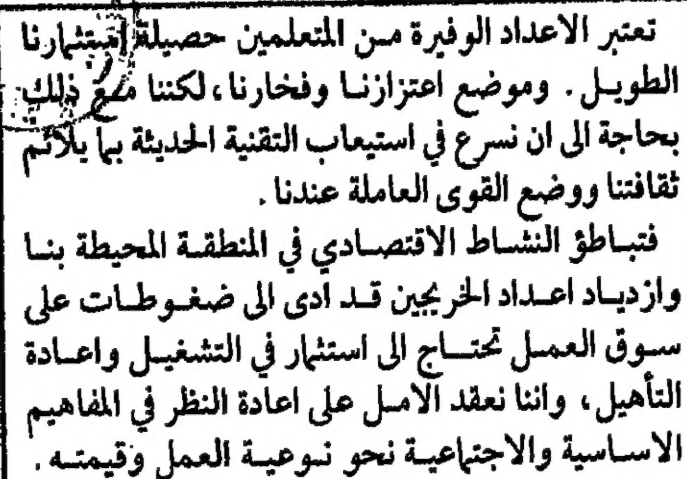 تعتبر الاعداد الوفيرة من المتعلمين حصيلة إستثمارنا
الطويل . وموضع اعتزازنا وفخارنا ، لكننا مع ذلك
بحاجة الى ان نسرع في استيعاب التقنية الحديثة بما يلائم
ثقافتنا ووضع القوى العاملة عندنا .
فتباطؤ النشاط الاقتصادي في المنطقة المحيطة بنا
وازدياد اعداد الخريجين قد ادى الى ضغوطات على
سوق العمل تحتاج الى استثمار في التشغيل واعادة
التأهيل ، واننا نعقد الامل على اعادة النظر في المفاهيم
الاساسية والاجتماعية نحو نوعية العمل وقيمته .